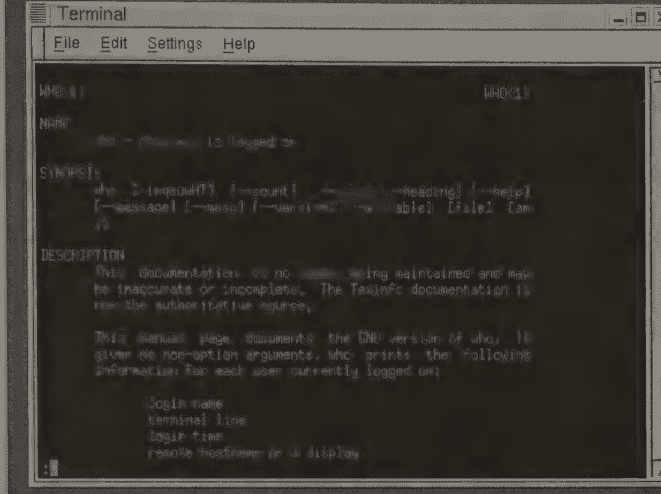 Terminal
File Edit Settings Help
WHO(1) WHO(1)
NAME
is logged on
SYNOPSIS
who [-imqsuwHT] [--count] [--heading] [--help]
[--message] [--mesg] [--version] [file] [am
i]
DESCRIPTION
This documentation is no being maintained and may
be inaccurate or incomplete. The Texinfo documentation is
now the authoritative source.
This manual page documents the GNU version of who. If
given no non-option arguments, who prints the following
information for each user currently logged on:
login name
terminal line
login time
remote hostname or X display
: